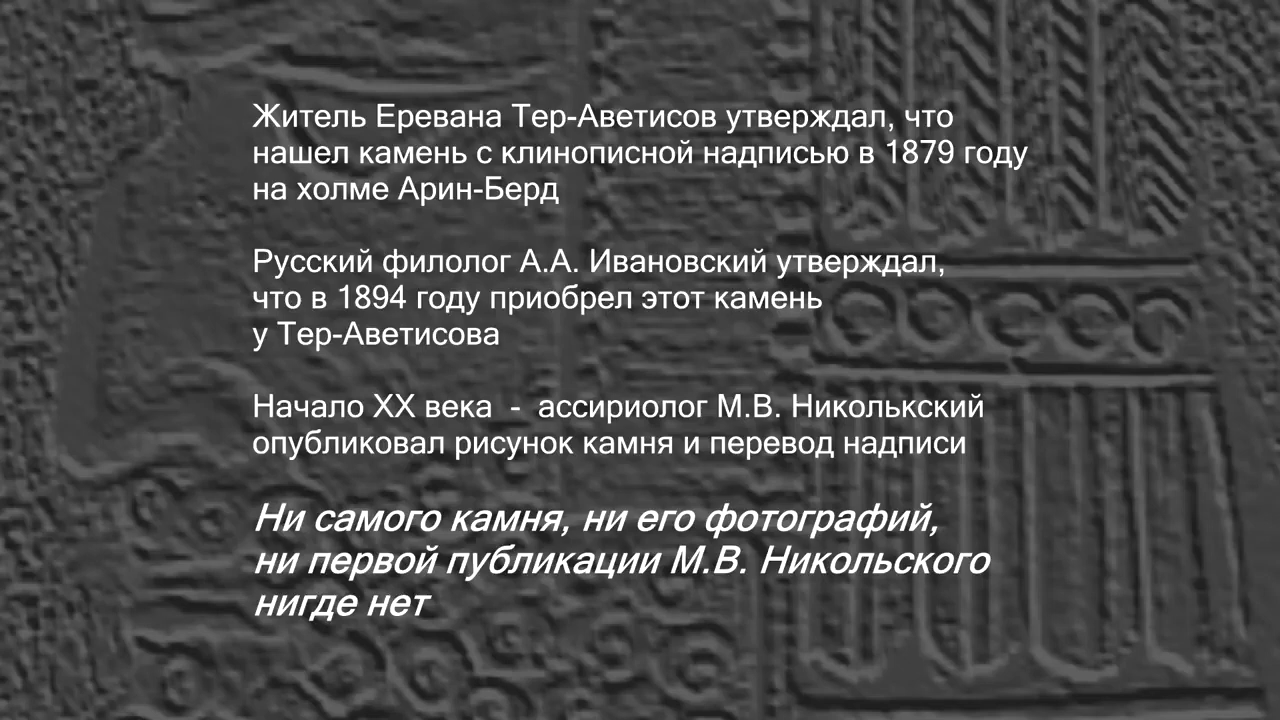 Житель Еревана Тер-Аветисов утверждал, что
нашел камень с клинописной надписью в 1879 году
на холме Арин-Берд
Русский филолог А.А. Ивановский утверждал,
что в 1894 году приобрел этот камень
у Тер-Аветисова
Начало XX века  -  ассириолог М.В. Николькский
опубликовал рисунок камня и перевод надписи
Ни самого камня, ни его фотографий,
ни первой публикации М.В. Никольского
нигде нет